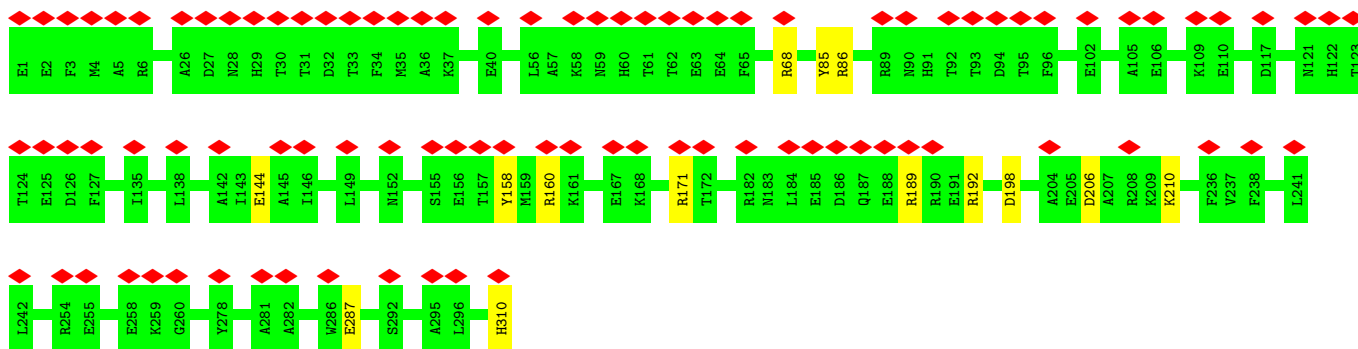 E1 E2 F3 M4 A5 R6 A26 D27 N28 H29 T30 T31 D32 T33 F34 M35 A36 K37 E40 L56 A57 K58 N59 H60 T61 T62 E63 E64 F65 R68 Y85 R86 R89 N90 H91 T92 T93 D94 T95 F96 E102 A105 E106 K109 E110 D117 N121 H122 T123
T124 E125 D126 F127 I135 L138 A142 I143 E144 A145 I146 L149 N152 S155 E156 T157 Y158 M159 R160 K161 E167 K168 R171 T172 R182 N183 L184 E185 D186 Q187 E188 R189 R190 E191 R192 D198 A204 E205 D206 A207 R208 K209 K210 F236 V237 F238 L241
L242 R254 E255 E258 K259 G260 Y278 A281 A282 W286 E287 S292 A295 L296 H310